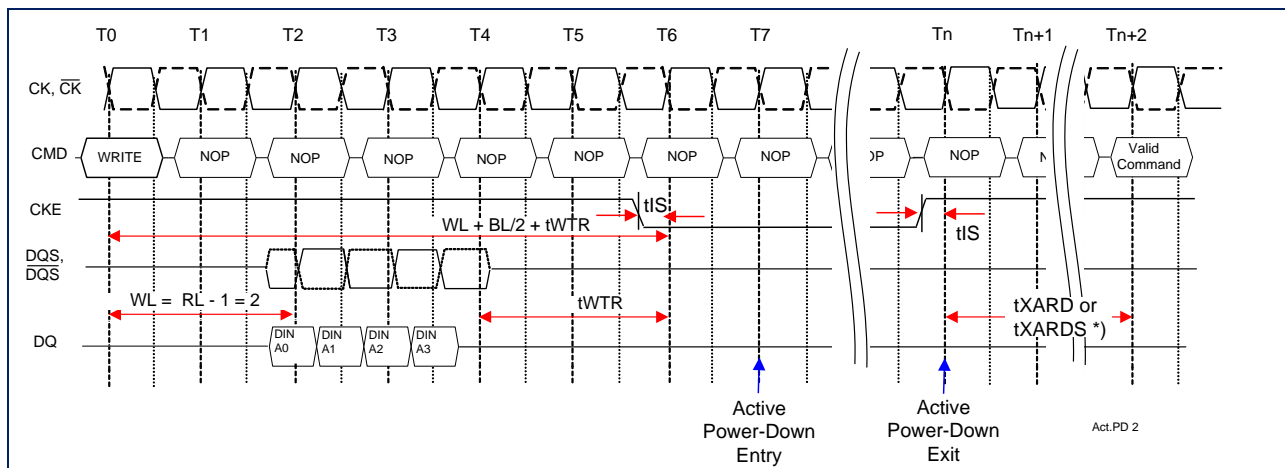 T0 T1 T2 T3 T4 T5 T6 T7 Tn Tn+1 Tn+2
CK, CK
CMD WRITE NOP NOP NOP NOP NOP NOP NOP OP NOP N Valid
Command
CKE tIS tIS
WL + BL/2 + tWTR
DQS,
DQS
WL = RL - 1 = 2 tWTR tXARD or
tXARDS *)
DQ DIN A0 DIN A1 DIN A2 DIN A3
Active
Power-Down
Entry
Active
Power-Down
Exit
Act.PD 2